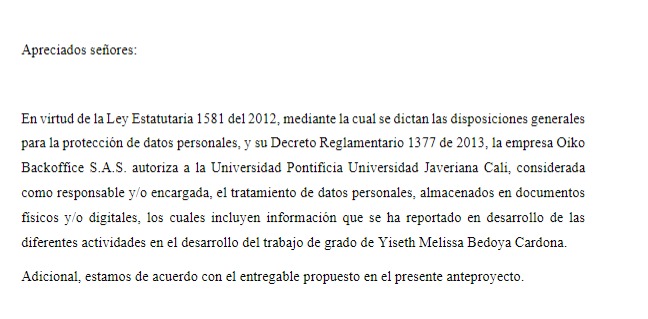 Apreciados señores:
En virtud de la Ley Estatutaria 1581 del 2012, mediante la cual se dictan las disposiciones generales
para la protección de datos personales, y su Decreto Reglamentario 1377 de 2013, la empresa Oiko
Backoffice S.A.S. autoriza a la Universidad Pontificia Universidad Javeriana Cali, considerada
como responsable y/o encargada, el tratamiento de datos personales, almacenados en documentos
físicos y/o digitales, los cuales incluyen información que se ha reportado en desarrollo de las
diferentes actividades en el desarrollo del trabajo de grado de Yiseth Melissa Bedoya Cardona.
Adicional, estamos de acuerdo con el entregable propuesto en el presente anteproyecto.